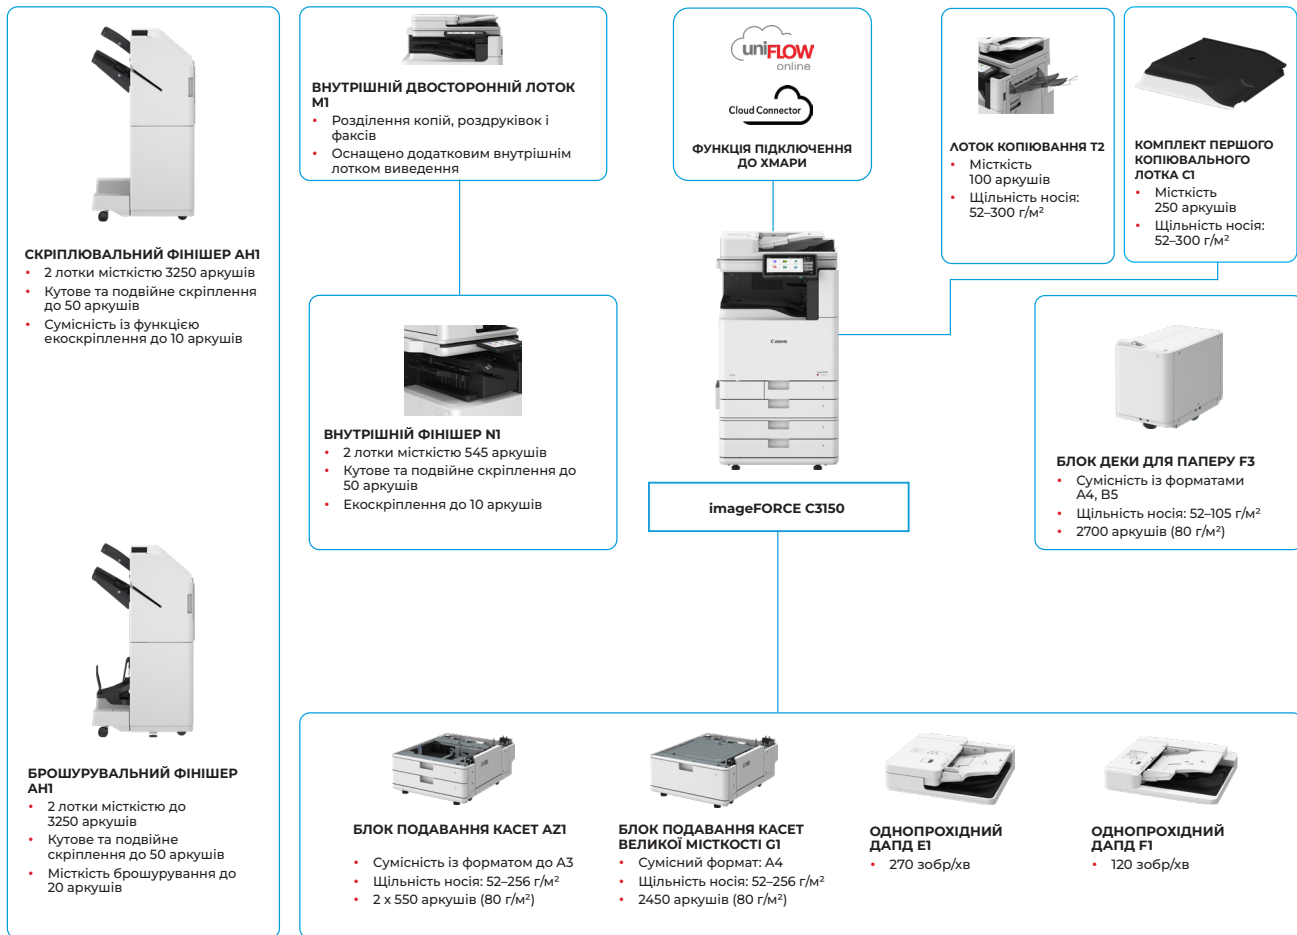 СКРІПЛЮВАЛЬНИЙ ФІНІШЕР AH1
• 2 лотки місткістю 3250 аркушів
• Кутове та подвійне скріплення
до 50 аркушів
• Сумісність із функцією
екоскріплення до 10 аркушів
БРОШУРУВАЛЬНИЙ ФІНІШЕР
AH1
• 2 лотки місткістю до
3250 аркушів
• Кутове та подвійне
скріплення до 50 аркушів
• Місткість брошурування до
20 аркушів
ВНУТРІШНІЙ ДВОСТОРОННІЙ ЛОТОК
M1
• Розділення копій, роздруківок і
факсів
• Оснащено додатковим внутрішнім
лотком виведення
ВНУТРІШНІЙ ФІНІШЕР N1
• 2 лотки місткістю 545 аркушів
• Кутове та подвійне скріплення до
50 аркушів
• Екоскріплення до 10 аркушів
uniFLOW
online
Cloud Connector
ФУНКЦІЯ ПІДКЛЮЧЕННЯ
ДО ХМАРИ
Canon
imageFORCE C3150
ЛОТОК КОПІЮВАННЯ T2
• Місткість
100 аркушів
• Щільність носія:
52–300 г/м²
КОМПЛЕКТ ПЕРШОГО
КОПІЮВАЛЬНОГО
ЛОТКА C1
• Місткість
250 аркушів
• Щільність носія:
52–300 г/м²
БЛОК ДЕКИ ДЛЯ ПАПЕРУ F3
• Сумісність із форматами
A4, B5
• Щільність носія: 52–105 г/м²
• 2700 аркушів (80 г/м²)
БЛОК ПОДАВАННЯ КАСЕТ AZ1
• Сумісність із форматом до A3
• Щільність носія: 52–256 г/м²
• 2 x 550 аркушів (80 г/м²)
БЛОК ПОДАВАННЯ КАСЕТ
ВЕЛИКОЇ МІСТКОСТІ G1
• Сумісний формат: A4
• Щільність носія: 52–256 г/м²
• 2450 аркушів (80 г/м²)
ОДНОПРОХІДНИЙ
ДАПД E1
• 270 зобр/хв
ОДНОПРОХІДНИЙ
ДАПД F1
• 120 зобр/хв